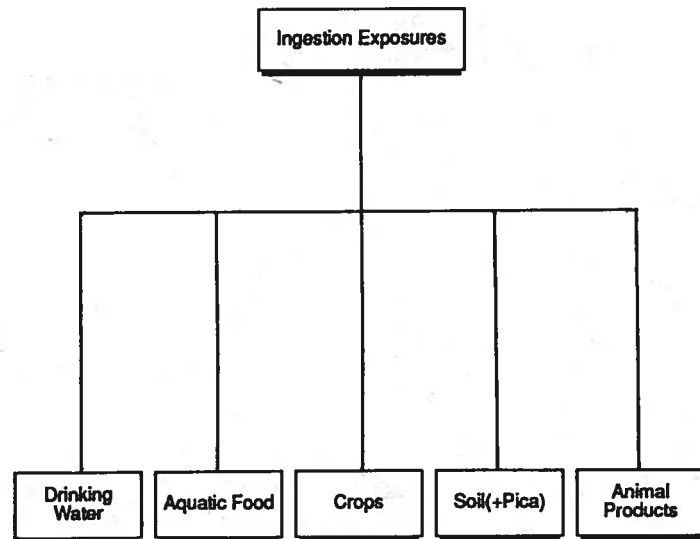 Ingestion Exposures
Drinking
Water
Aquatic Food
Crops
Soil(+Pica)
Animal
Products